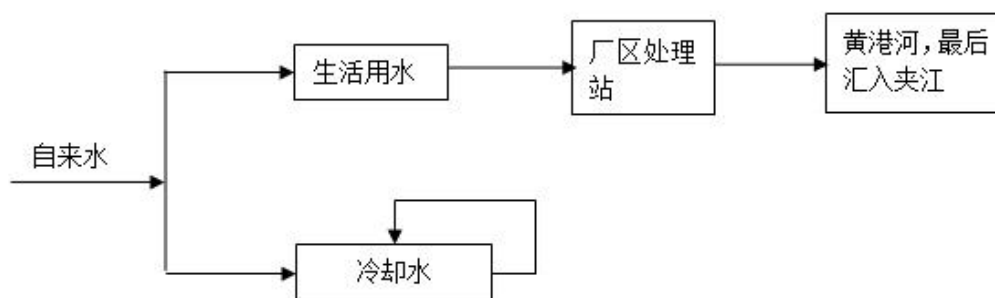 生活用水
厂区处理
站
黄港河，最后
汇入夹江
自来水
冷却水